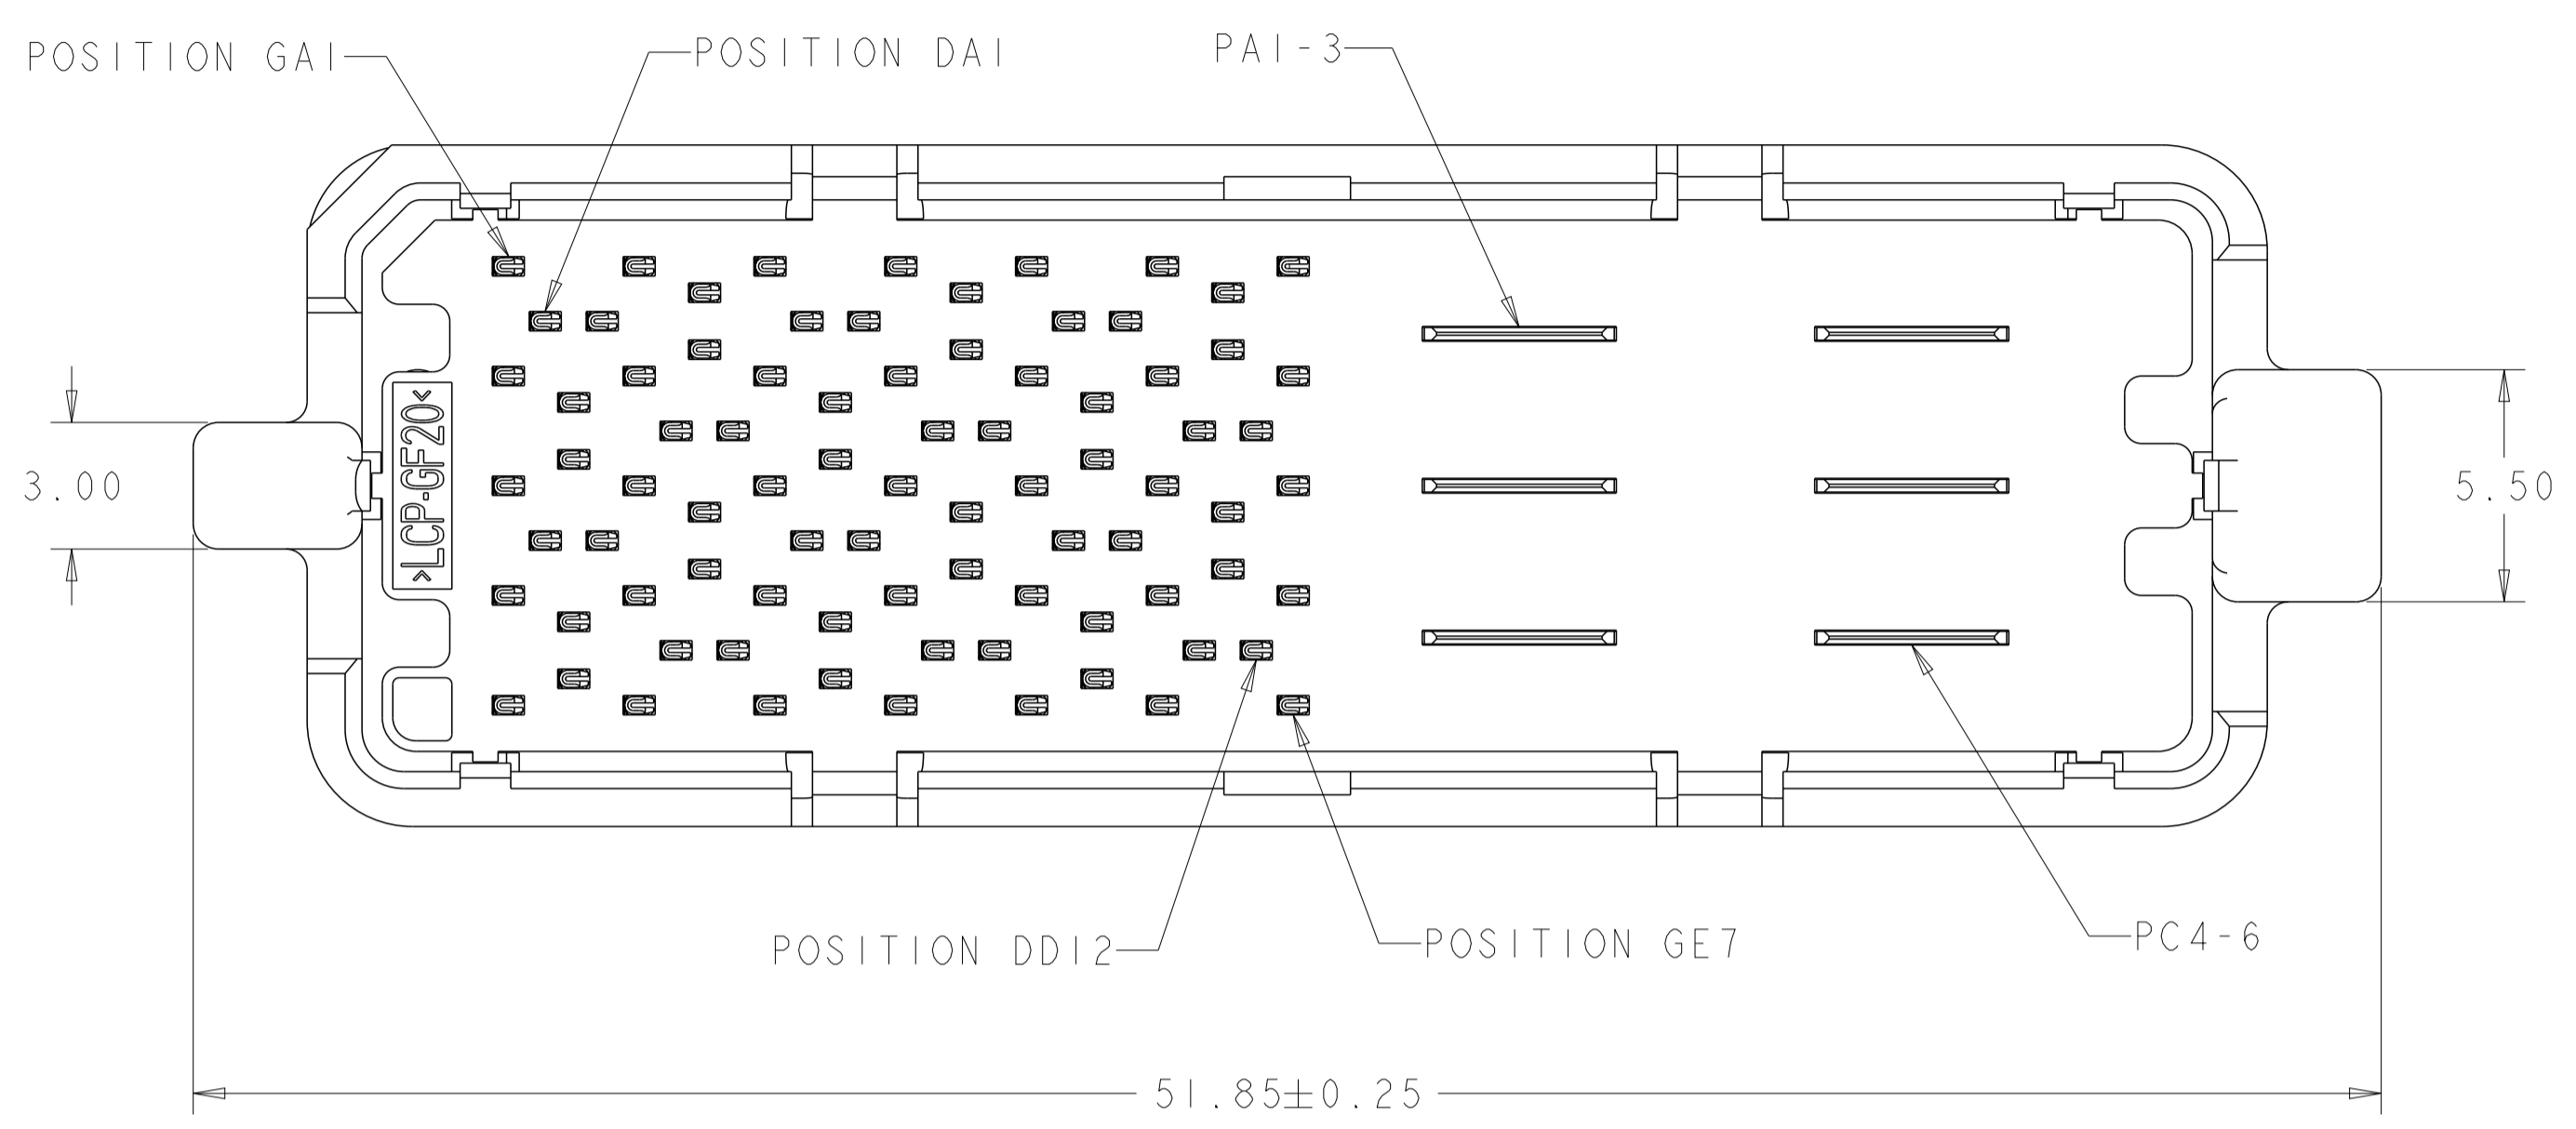 POSITION GA1
POSITION DA1
PA1-3
3.00
>LCP-GF20<
5.50
POSITION DD12
POSITION GE7
PC4-6
51.85±0.25